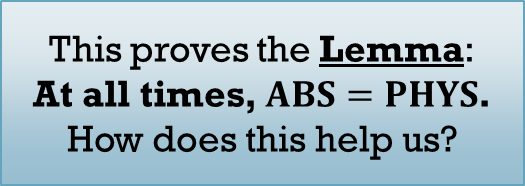 This proves the Lemma:
At all times, ABS = PHYS.
How does this help us?